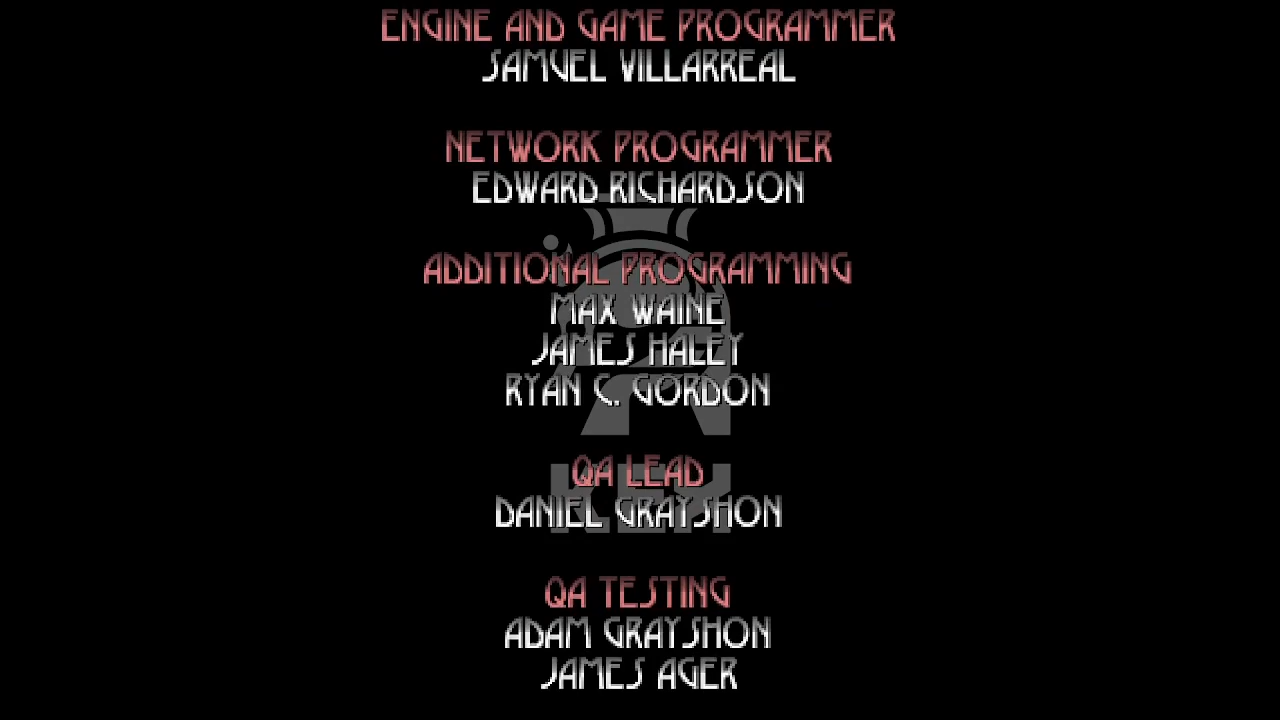 ENGINE AND GAME PROGRAMMER
SAMUEL VILLARREAL
NETWORK PROGRAMMER
EDWARD RICHARDSON
ADDITIONAL PROGRAMMING
MAX WAINE
JAMES HALEY
RYAN C. GORDON
QA LEAD
KEX
DANIEL GRAYSHON
QA TESTING
ADAM GRAYSHON
JAMES AGER